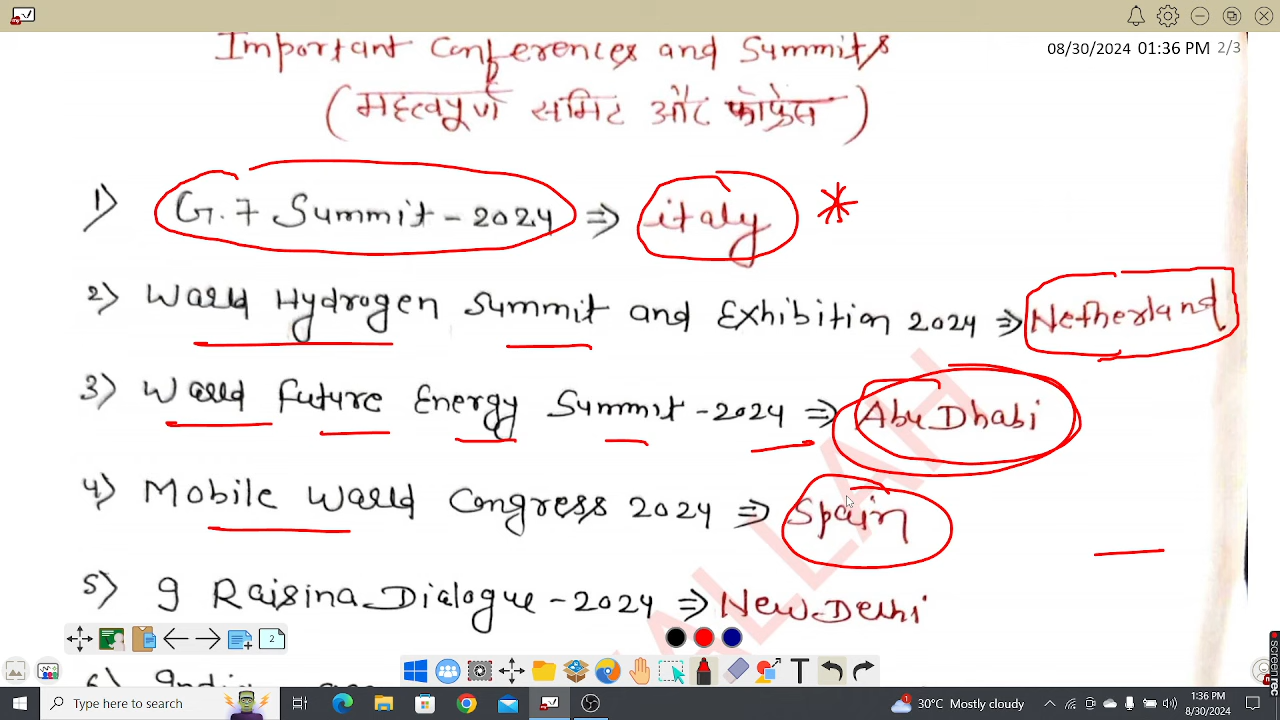 08/30/2024 01:36 PM 2/3
Important Conferences and Summits
(महत्वपूर्ण समिट और कांफ्रेंस)
1) G.7 Summit - 2024 ⇒ italy *
2) World Hydrogen Summit and Exhibition 2024 ⇒ Netherland
3) World Future Energy Summit - 2024 ⇒ Abu Dhabi
4) Mobile World Congress 2024 ⇒ Spain
5) 9 Raisina Dialogue - 2024 ⇒ New Delhi
2
T
Type here to search
30°C Mostly cloudy
1:36 PM
8/30/2024